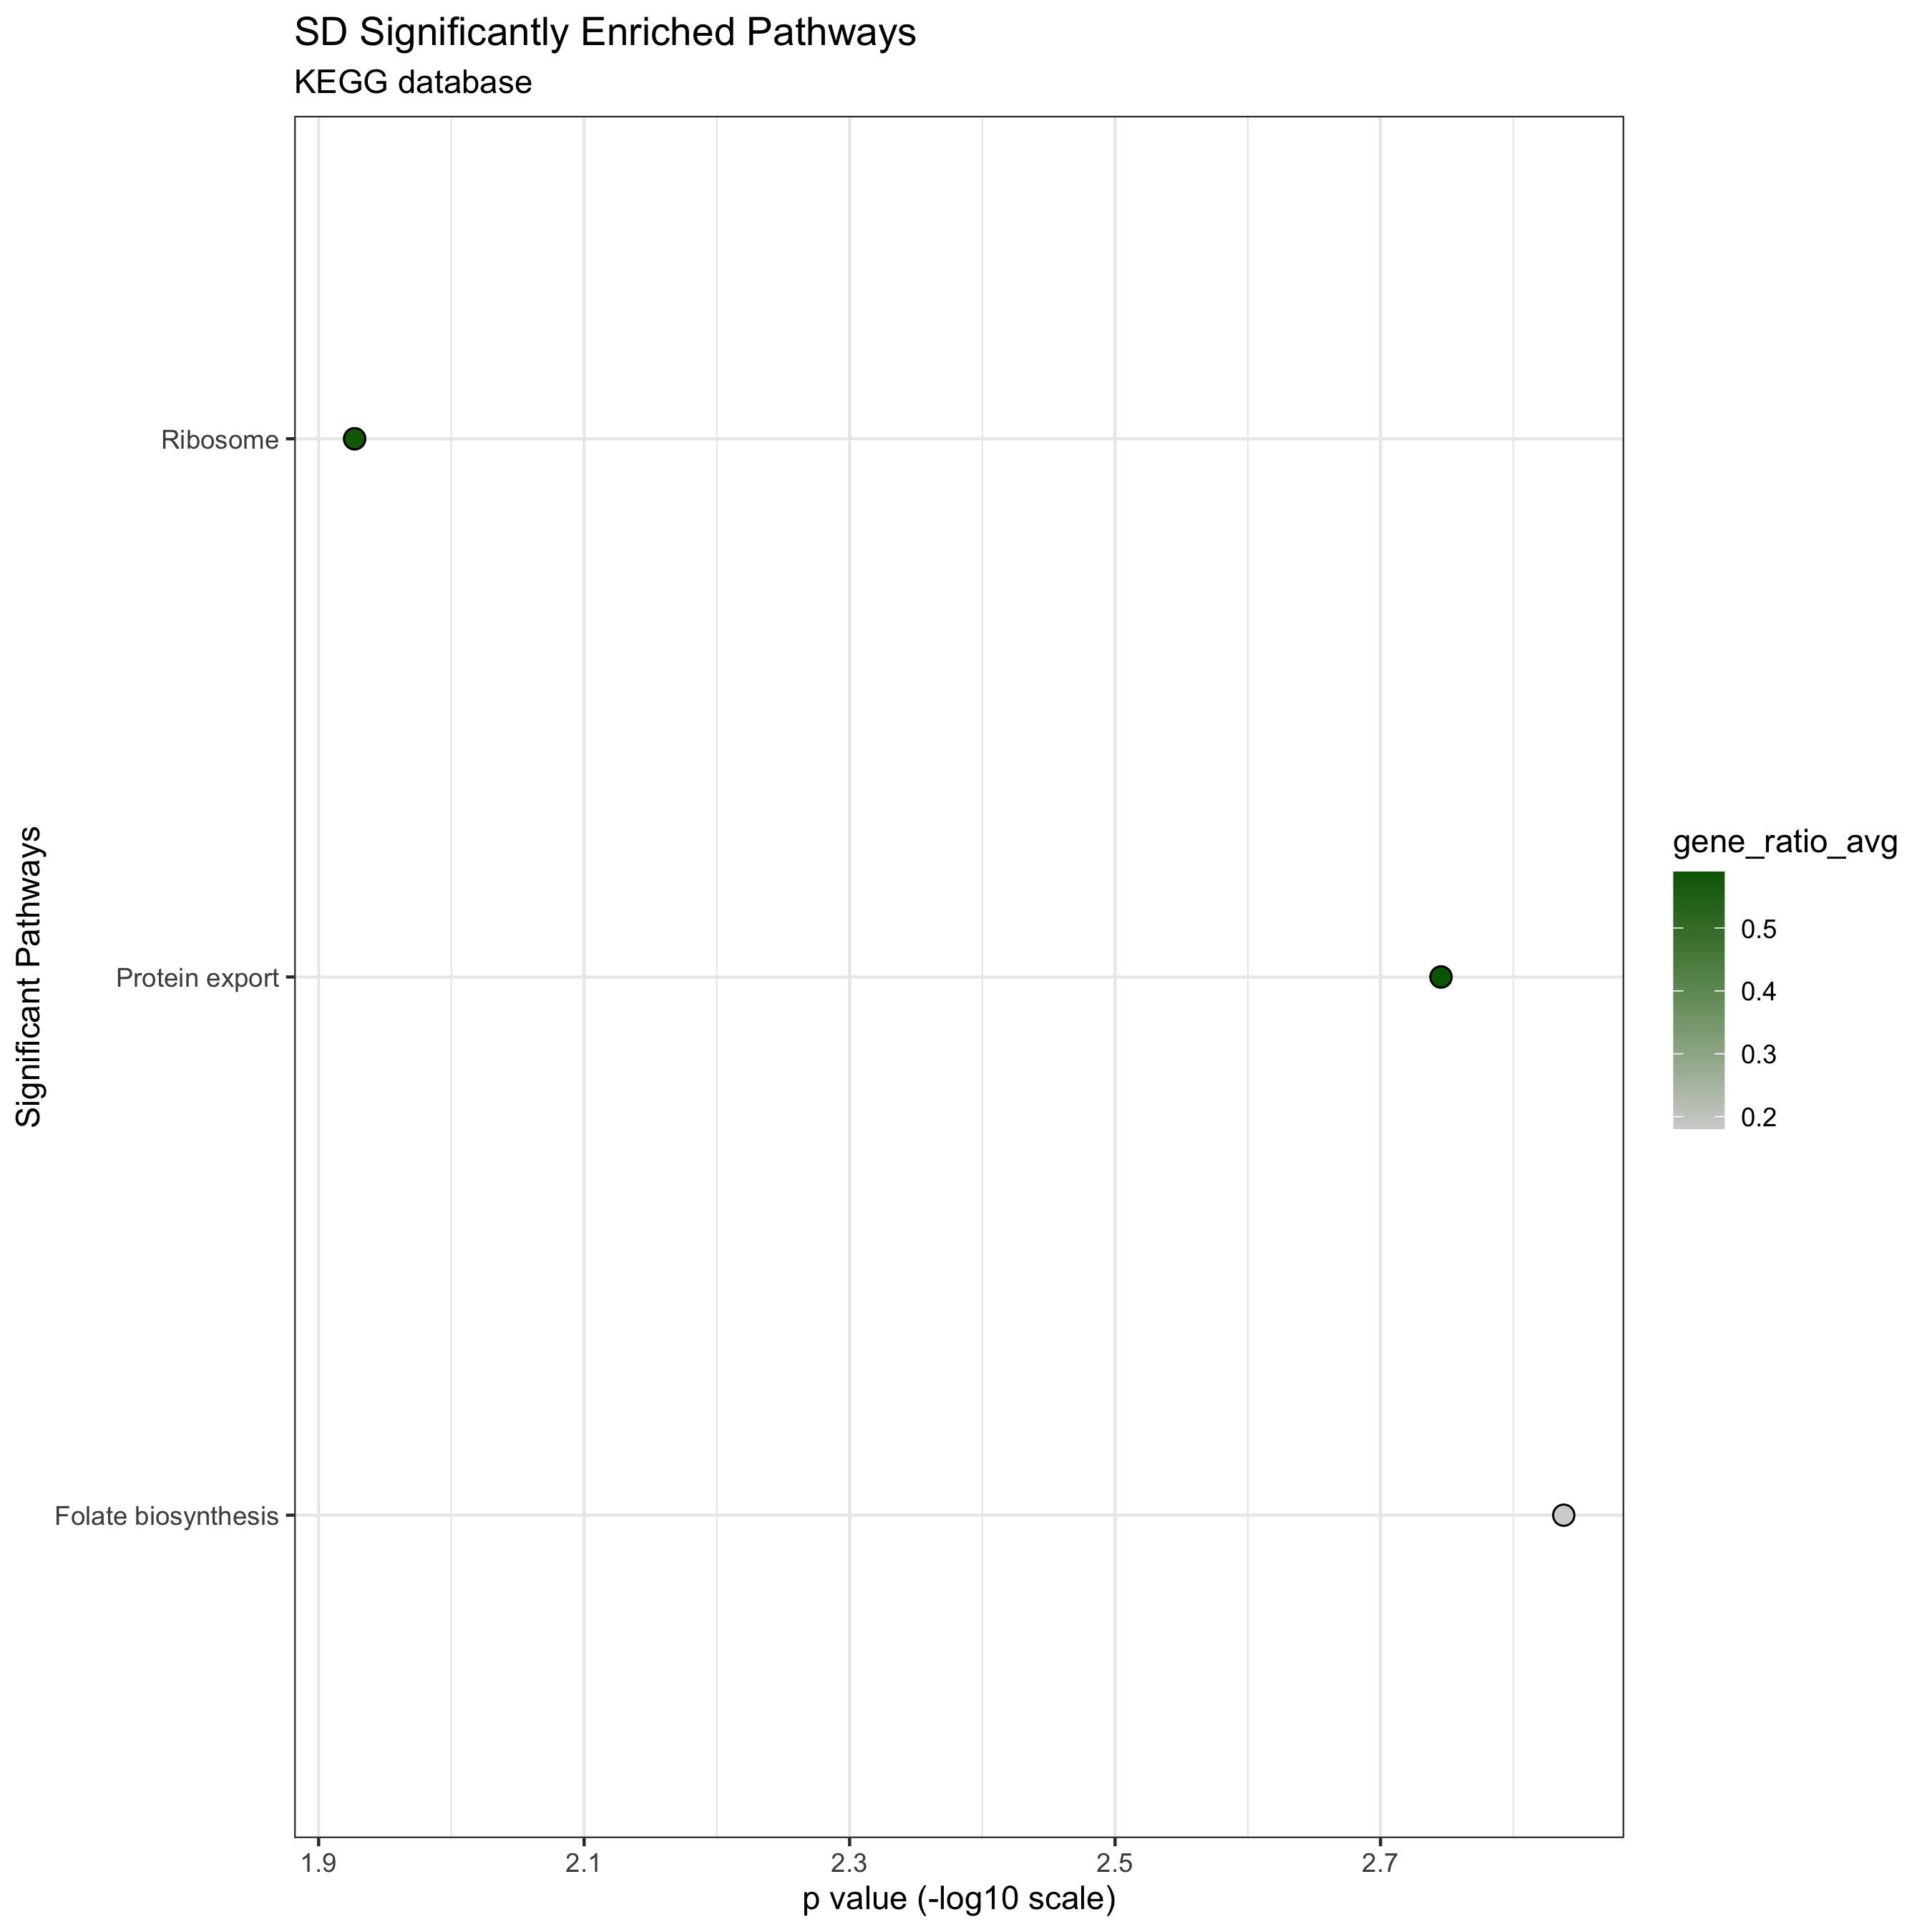 SD Significantly Enriched Pathways
KEGG database
Significant Pathways
Ribosome
Protein export
Folate biosynthesis
1.9
2.1
2.3
2.5
2.7
p value (-log10 scale)
gene_ratio_avg
0.5
0.4
0.3
0.2